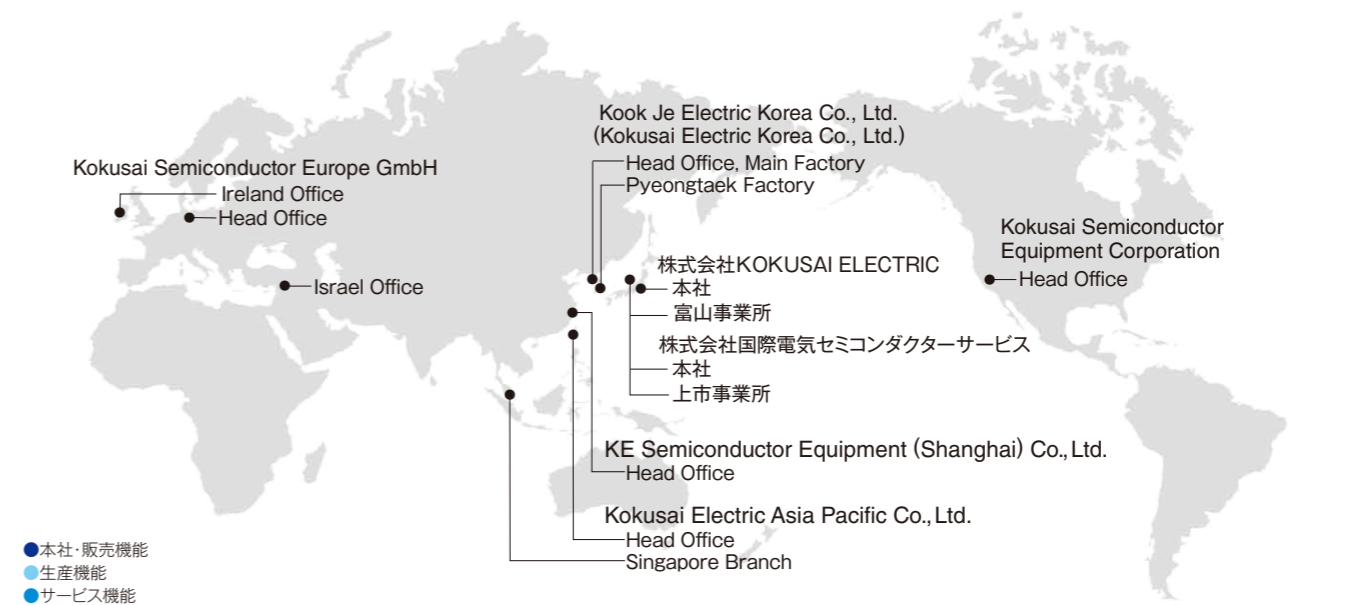 Kook Je Electric Korea Co., Ltd.
(Kokusai Electric Korea Co., Ltd.)
Head Office, Main Factory
Pyeongtaek Factory
Kokusai Semiconductor Europe GmbH
Ireland Office
Head Office
Israel Office
Kokusai Semiconductor
Equipment Corporation
Head Office
株式会社KOKUSAI ELECTRIC
本社
富山事業所
株式会社国際電気セミコンダクターサービス
本社
上市事業所
KE Semiconductor Equipment (Shanghai) Co., Ltd.
Head Office
Kokusai Electric Asia Pacific Co., Ltd.
Head Office
Singapore Branch
●本社・販売機能
●生産機能
●サービス機能